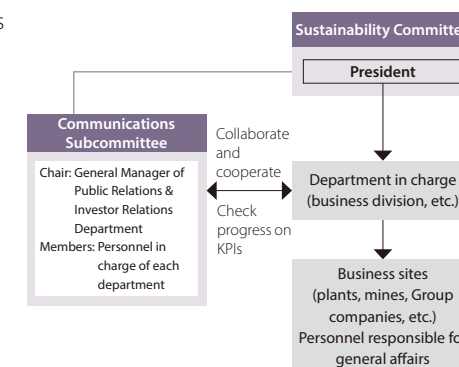 S
Sustainability
President
Communications
Subcommittee
Chair: General Manager of
Public Relations &
Investor Relations
Department
Members: Personnel in
charge of each
department
Collaborate
and
cooperate
Check
progress on
KPIs
Department in charge
(business division, etc.)
Business sites
(plants, mines, Group
companies, etc.)
Personnel responsible
general affairs